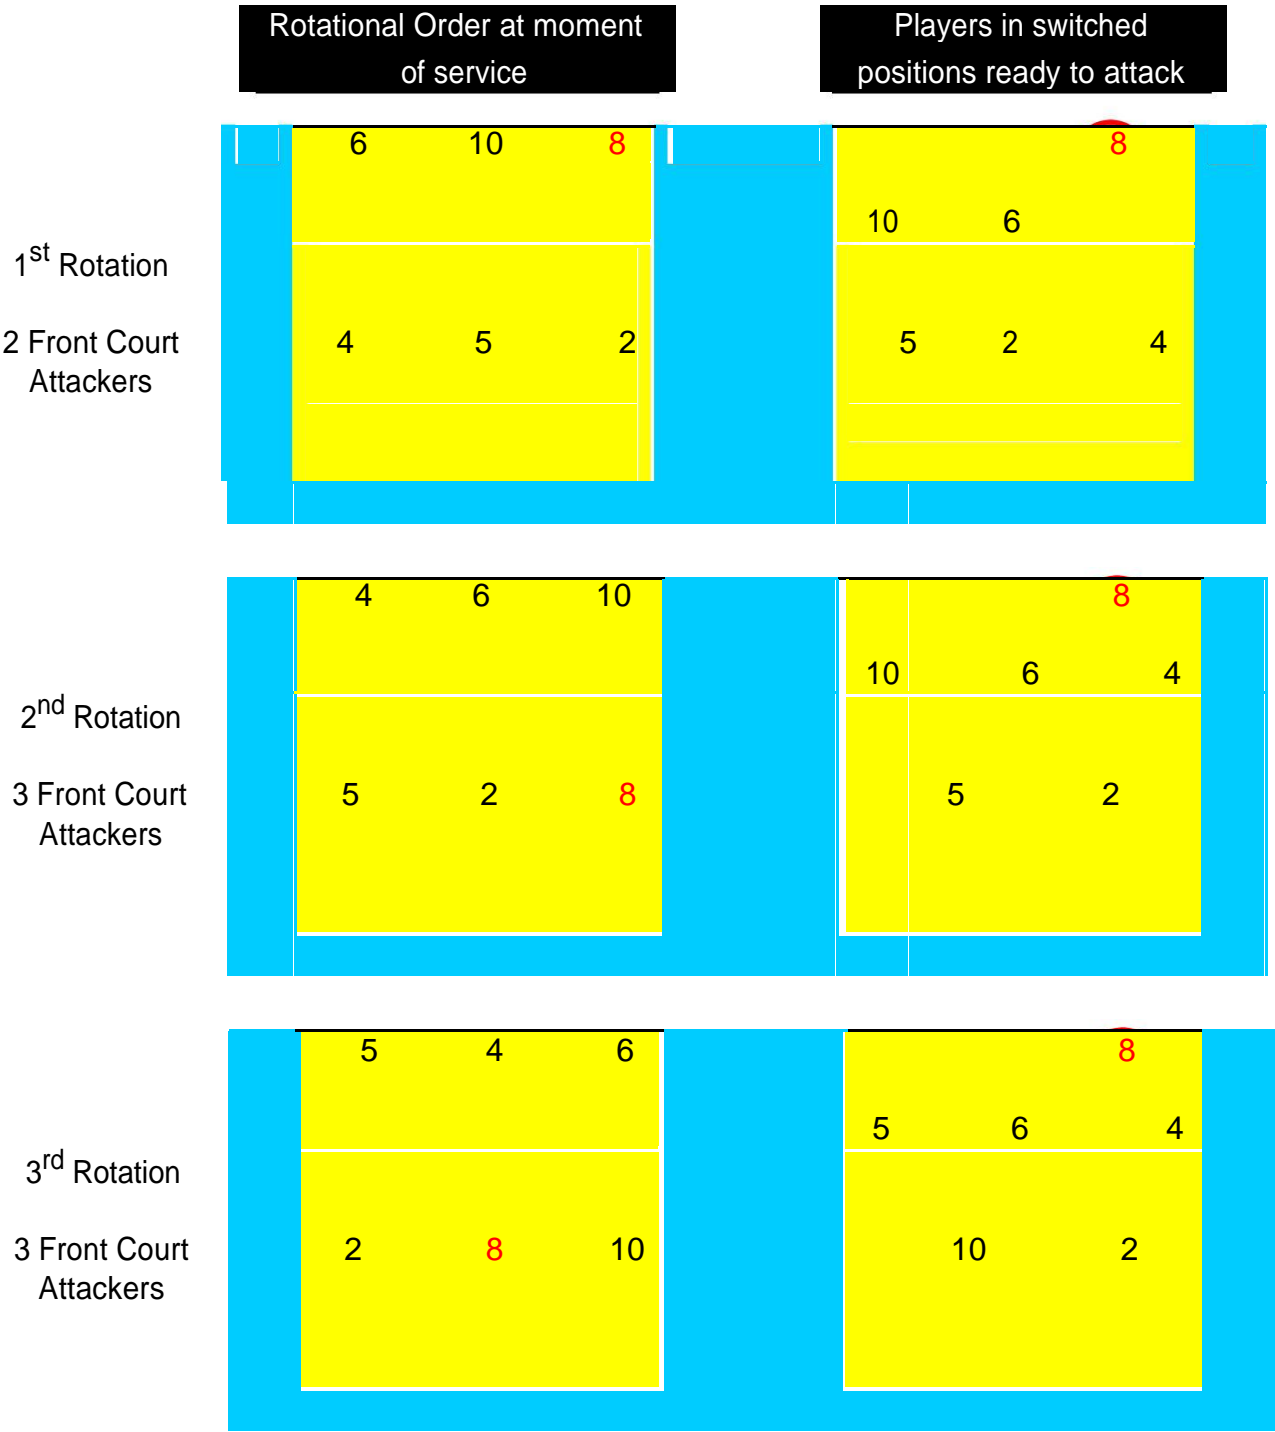 Rotational Order at moment
of service
Players in switched
positions ready to attack
6 10 8
8
10 6
1st Rotation
2 Front Court
Attackers
4 5 2
5 2 4
4 6 10
8
10 6 4
2nd Rotation
3 Front Court
Attackers
5 2 8
5 2
5 4 6
8
5 6 4
3rd Rotation
3 Front Court
Attackers
2 8 10
10 2